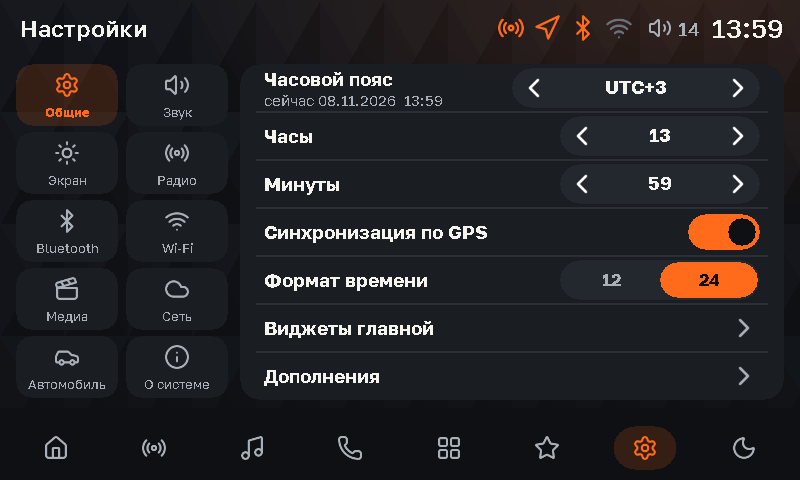 Настройки
14
13:59
Общие
Звук
Экран
Радио
Bluetooth
Wi-Fi
Медиа
Сеть
Автомобиль
О системе
Часовой пояс
UTC+3
сейчас 08.11.2026 13:59
Часы
13
Минуты
59
Синхронизация по GPS
Формат времени
12
24
Виджеты главной
Дополнения